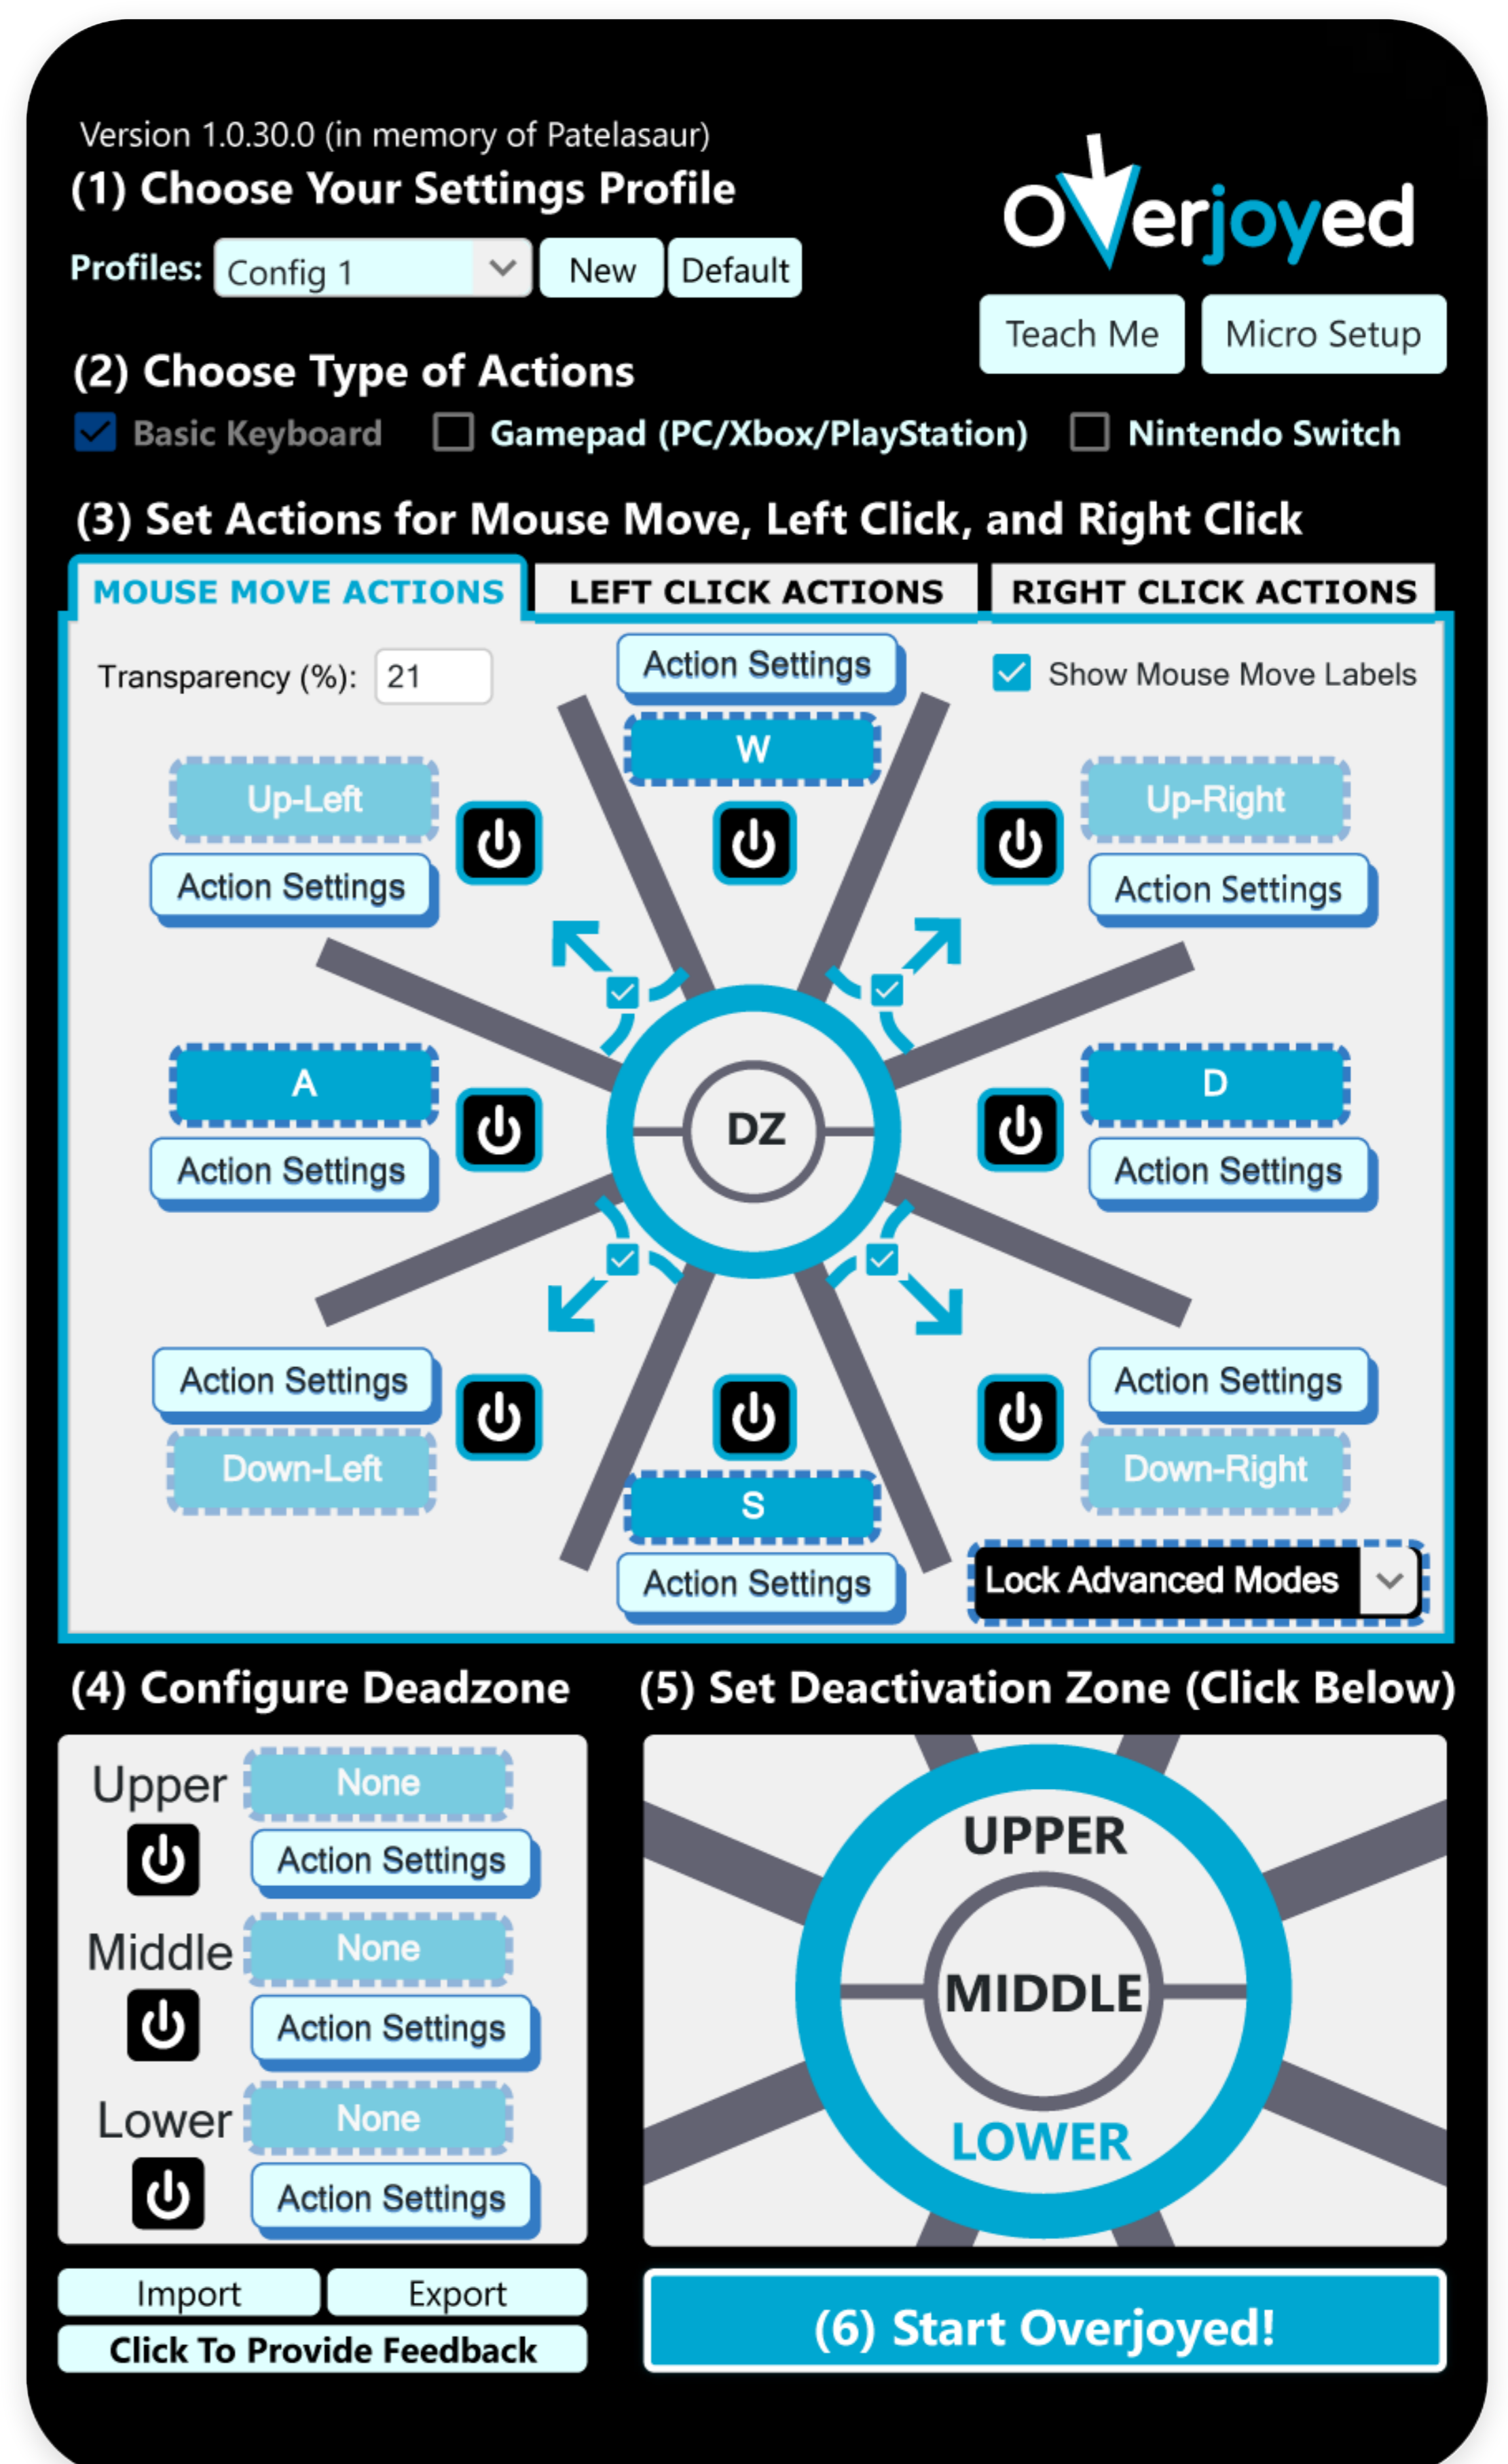 Version 1.0.30.0 (in memory of Patelasaur)
(1) Choose Your Settings Profile
Overjoyed
Profiles: Config 1 New Default
Teach Me Micro Setup
(2) Choose Type of Actions
Basic Keyboard Gamepad (PC/Xbox/PlayStation) Nintendo Switch
(3) Set Actions for Mouse Move, Left Click, and Right Click
MOUSE MOVE ACTIONS LEFT CLICK ACTIONS RIGHT CLICK ACTIONS
Transparency (%): 21 Action Settings Show Mouse Move Labels
W
Up-Left Up-Right
Action Settings Action Settings
A DZ D
Action Settings Action Settings
Action Settings Action Settings
Down-Left S Down-Right
Action Settings Lock Advanced Modes
(4) Configure Deadzone (5) Set Deactivation Zone (Click Below)
Upper None
Action Settings
Middle None
Action Settings
Lower None
Action Settings
UPPER
MIDDLE
LOWER
Import Export
Click To Provide Feedback
(6) Start Overjoyed!